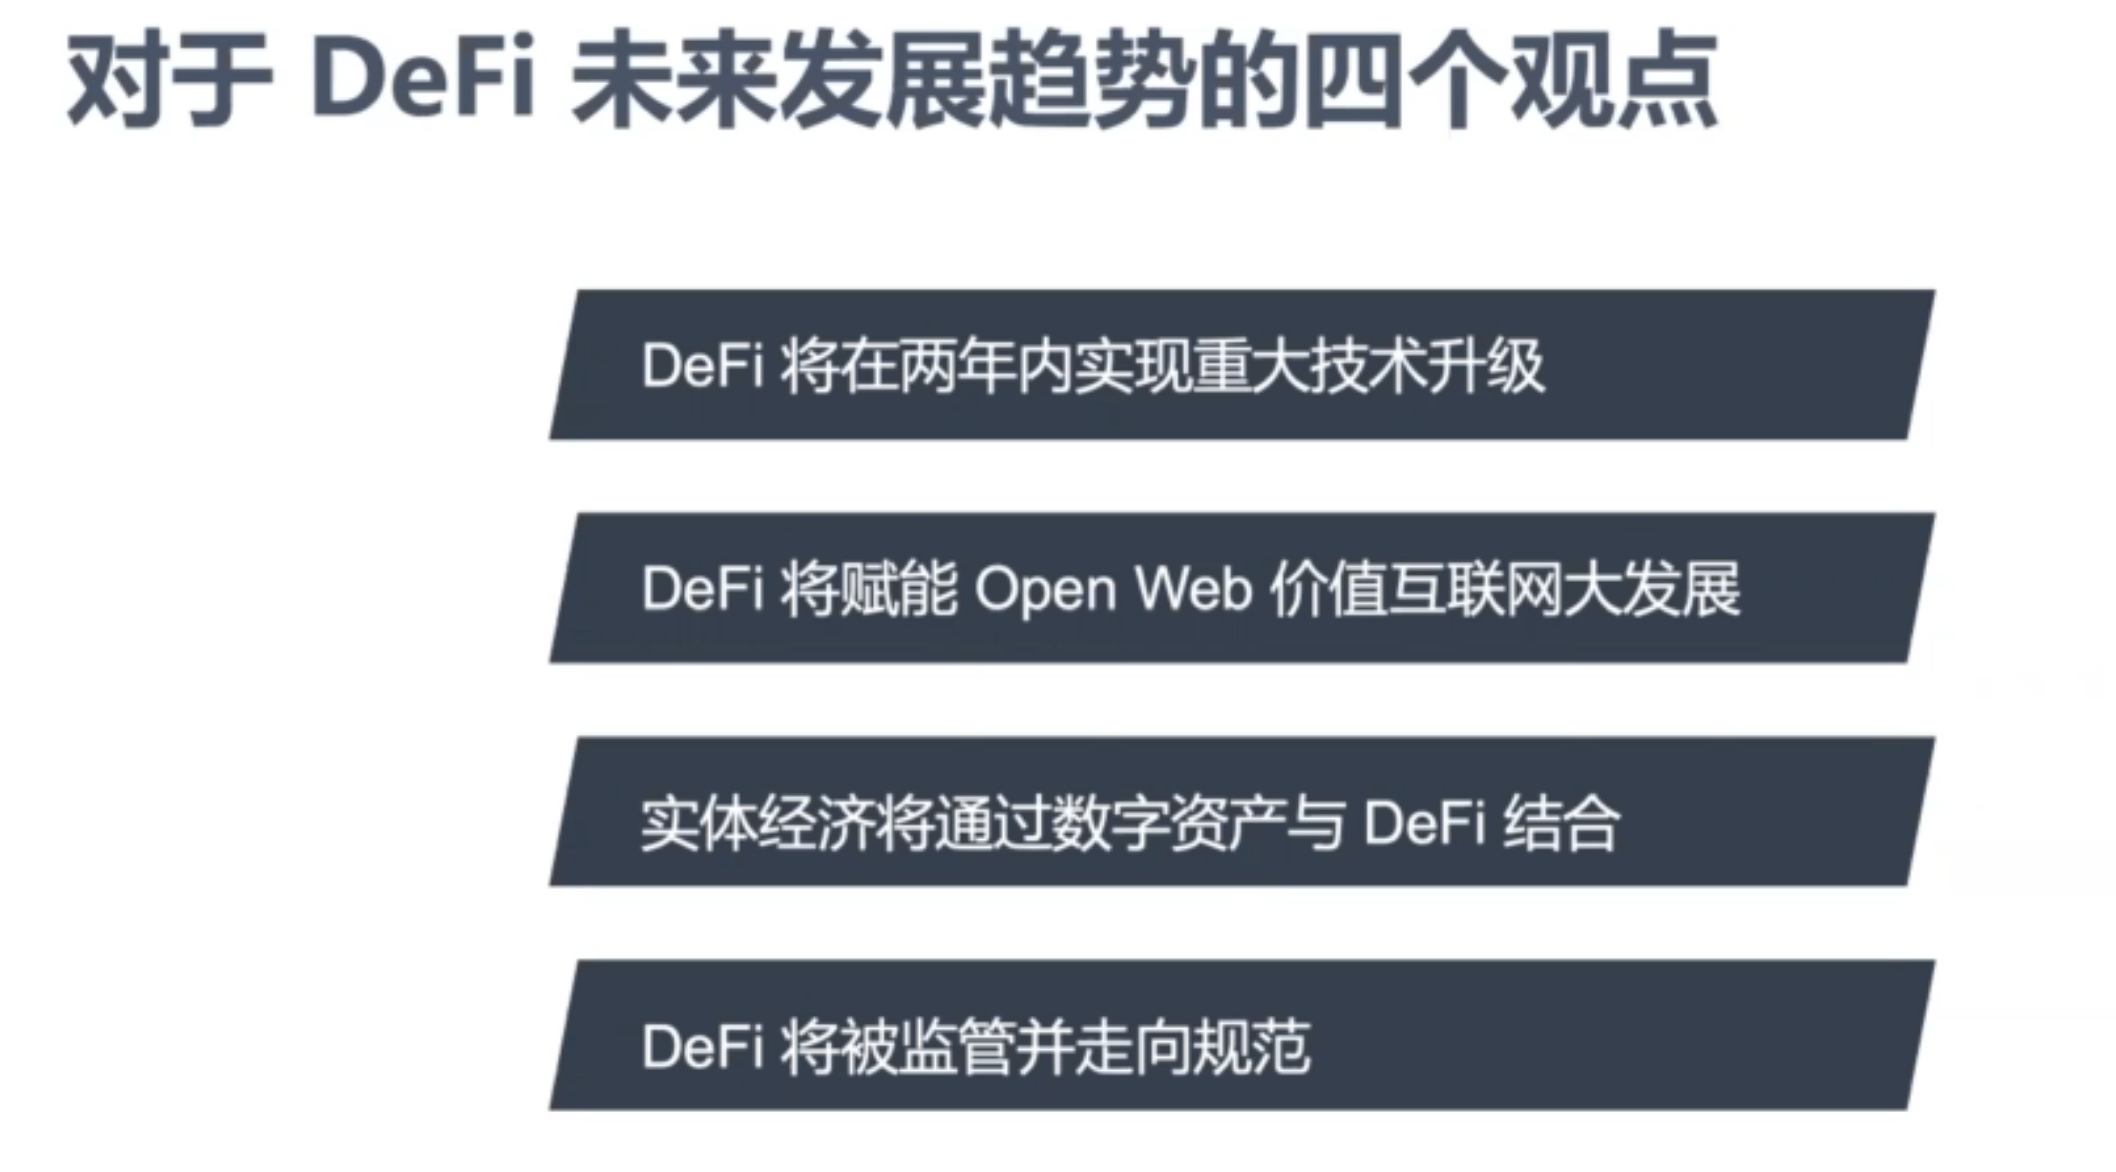 对于 DeFi 未来发展趋势的四个观点
DeFi 将在两年内实现重大技术升级
DeFi 将赋能 Open Web 价值互联网大发展
实体经济将通过数字资产与 DeFi 结合
DeFi 将被监管并走向规范